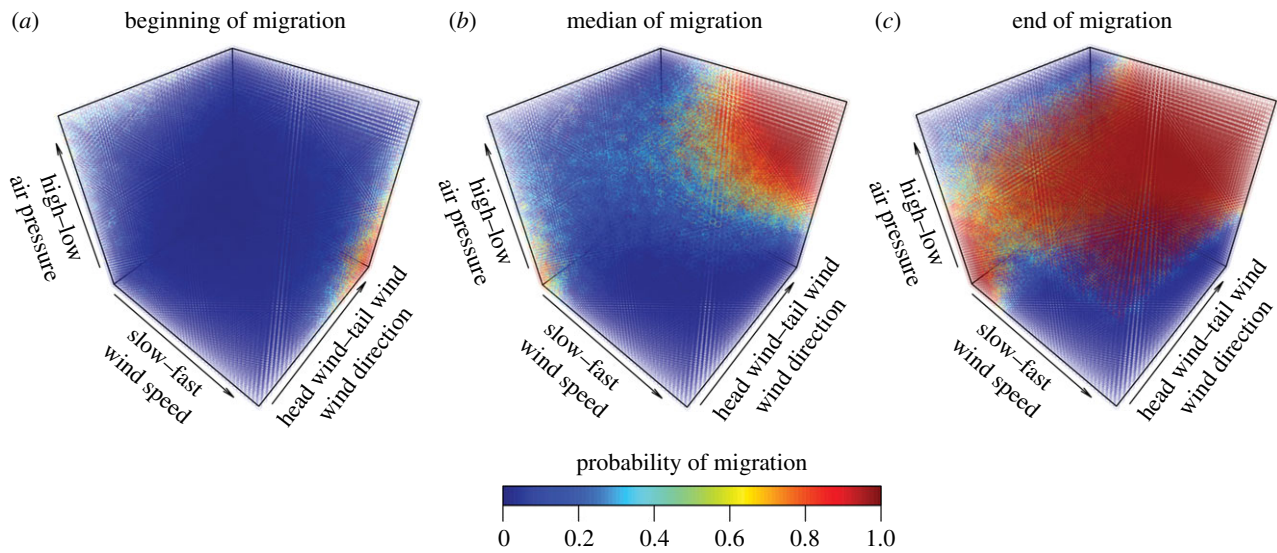 (a) beginning of migration
high–low
air pressure
slow–fast
wind speed
head wind–tail wind
wind direction
(b) median of migration
high–low
air pressure
slow–fast
wind speed
head wind–tail wind
wind direction
(c) end of migration
high–low
air pressure
slow–fast
wind speed
head wind–tail wind
wind direction
probability of migration
0 0.2 0.4 0.6 0.8 1.0